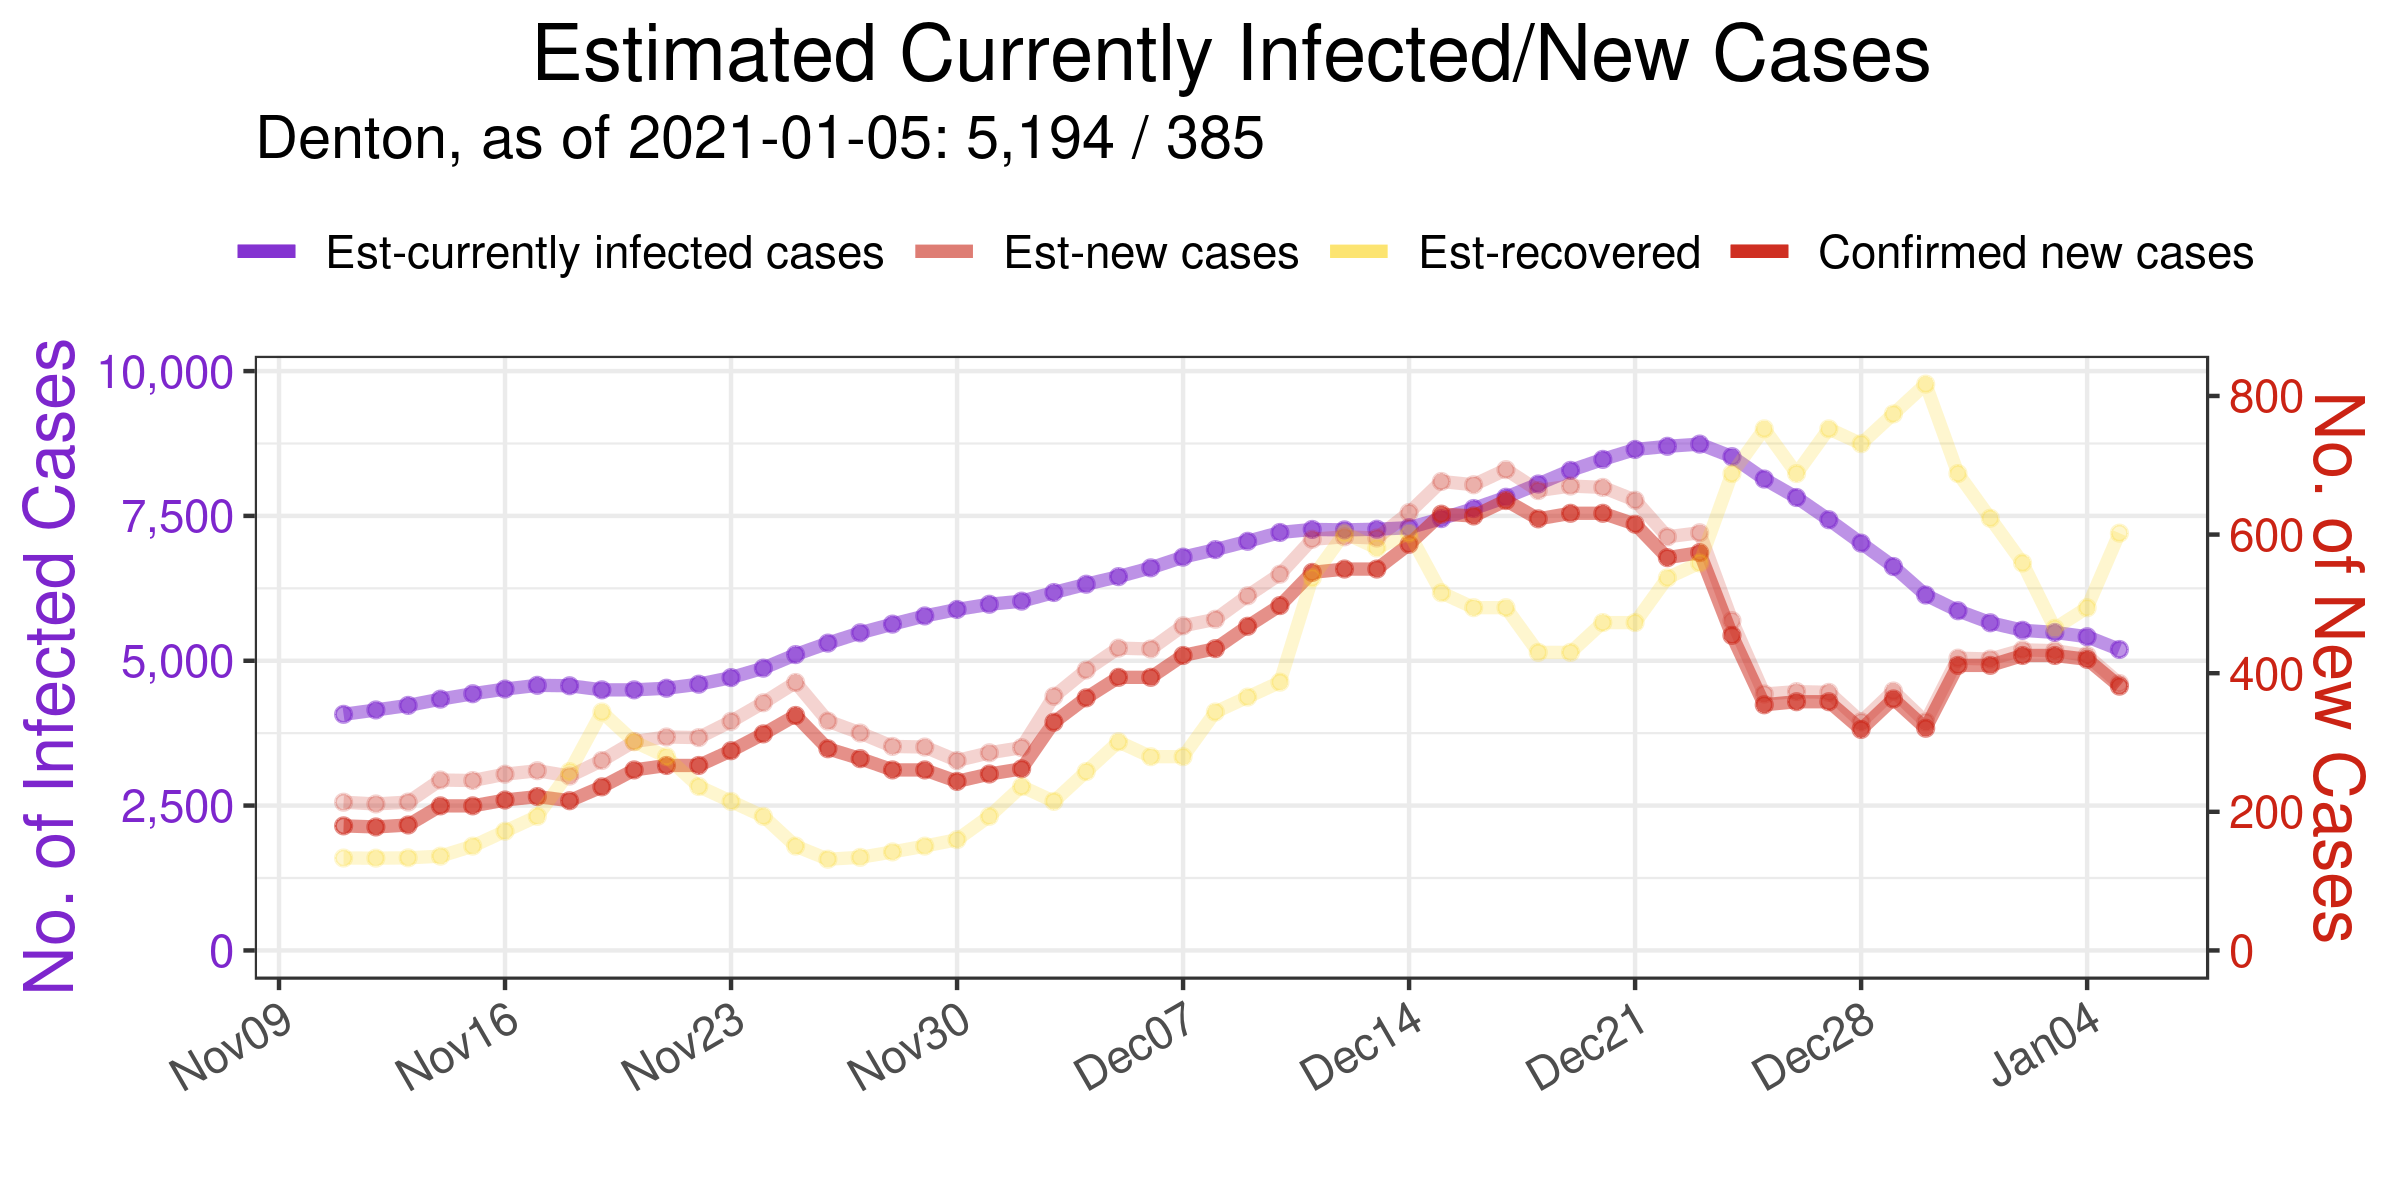 Estimated Currently Infected/New Cases
Denton, as of 2021-01-05: 5,194 / 385
Est-currently infected cases Est-new cases Est-recovered Confirmed new cases
No. of Infected Cases
10,000
7,500
5,000
2,500
0
800
600
400
200
0
No. of New Cases
Nov09 Nov16 Nov23 Nov30 Dec07 Dec14 Dec21 Dec28 Jan04